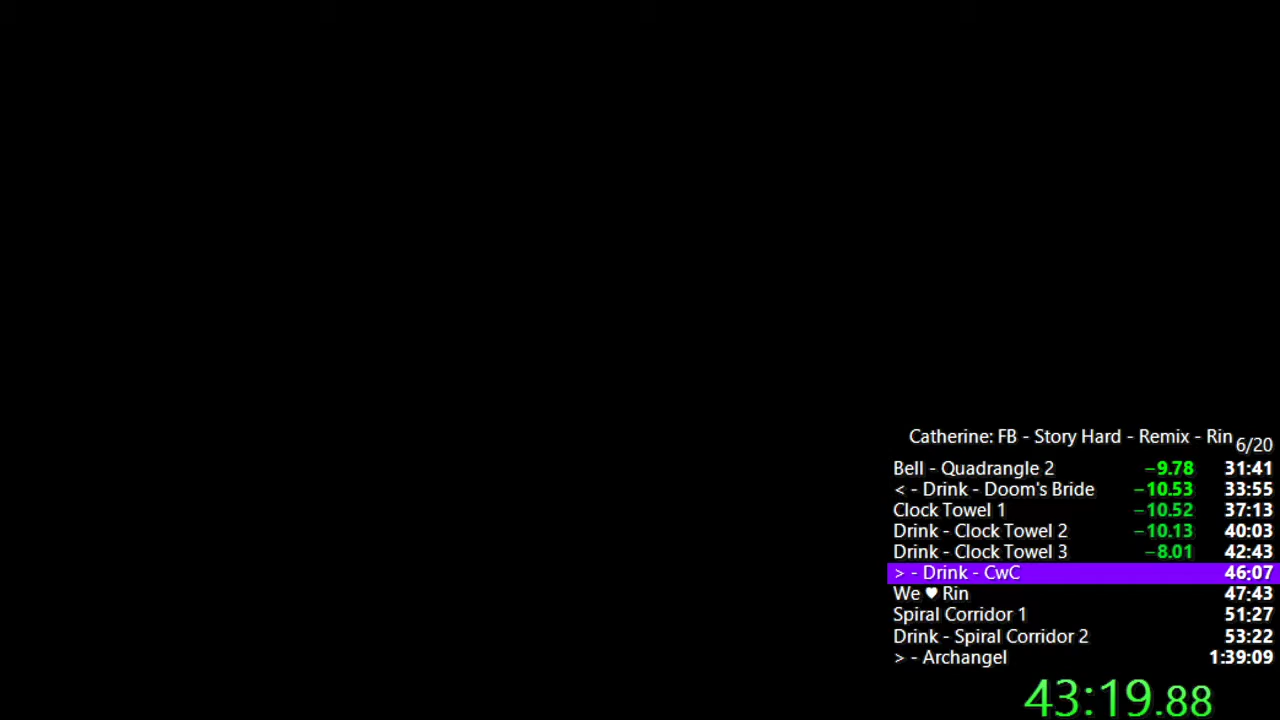 Catherine: FB - Story Hard - Remix - Rin 6/20
Bell - Quadrangle 2 −9.78 31:41
< - Drink - Doom's Bride −10.53 33:55
Clock Towel 1 −10.52 37:13
Drink - Clock Towel 2 −10.13 40:03
Drink - Clock Towel 3 −8.01 42:43
> - Drink - CwC 46:07
We ♥ Rin 47:43
Spiral Corridor 1 51:27
Drink - Spiral Corridor 2 53:22
> - Archangel 1:39:09
43:19.88